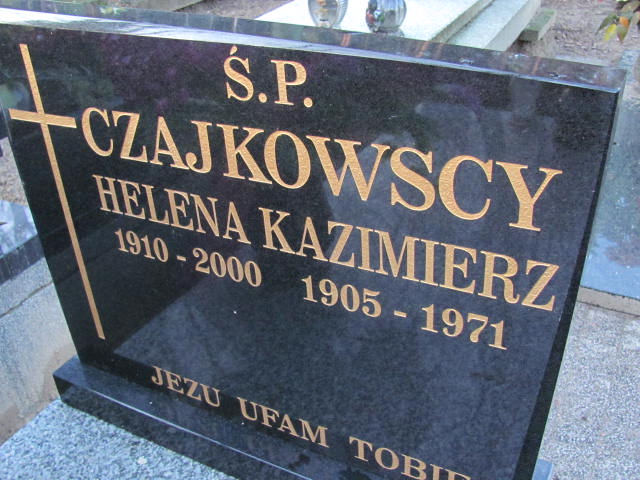 Ś.P.
CZAJKOWSCY
HELENA KAZIMIERZ
1910 - 2000 1905 - 1971
JEZU UFAM TOBIE